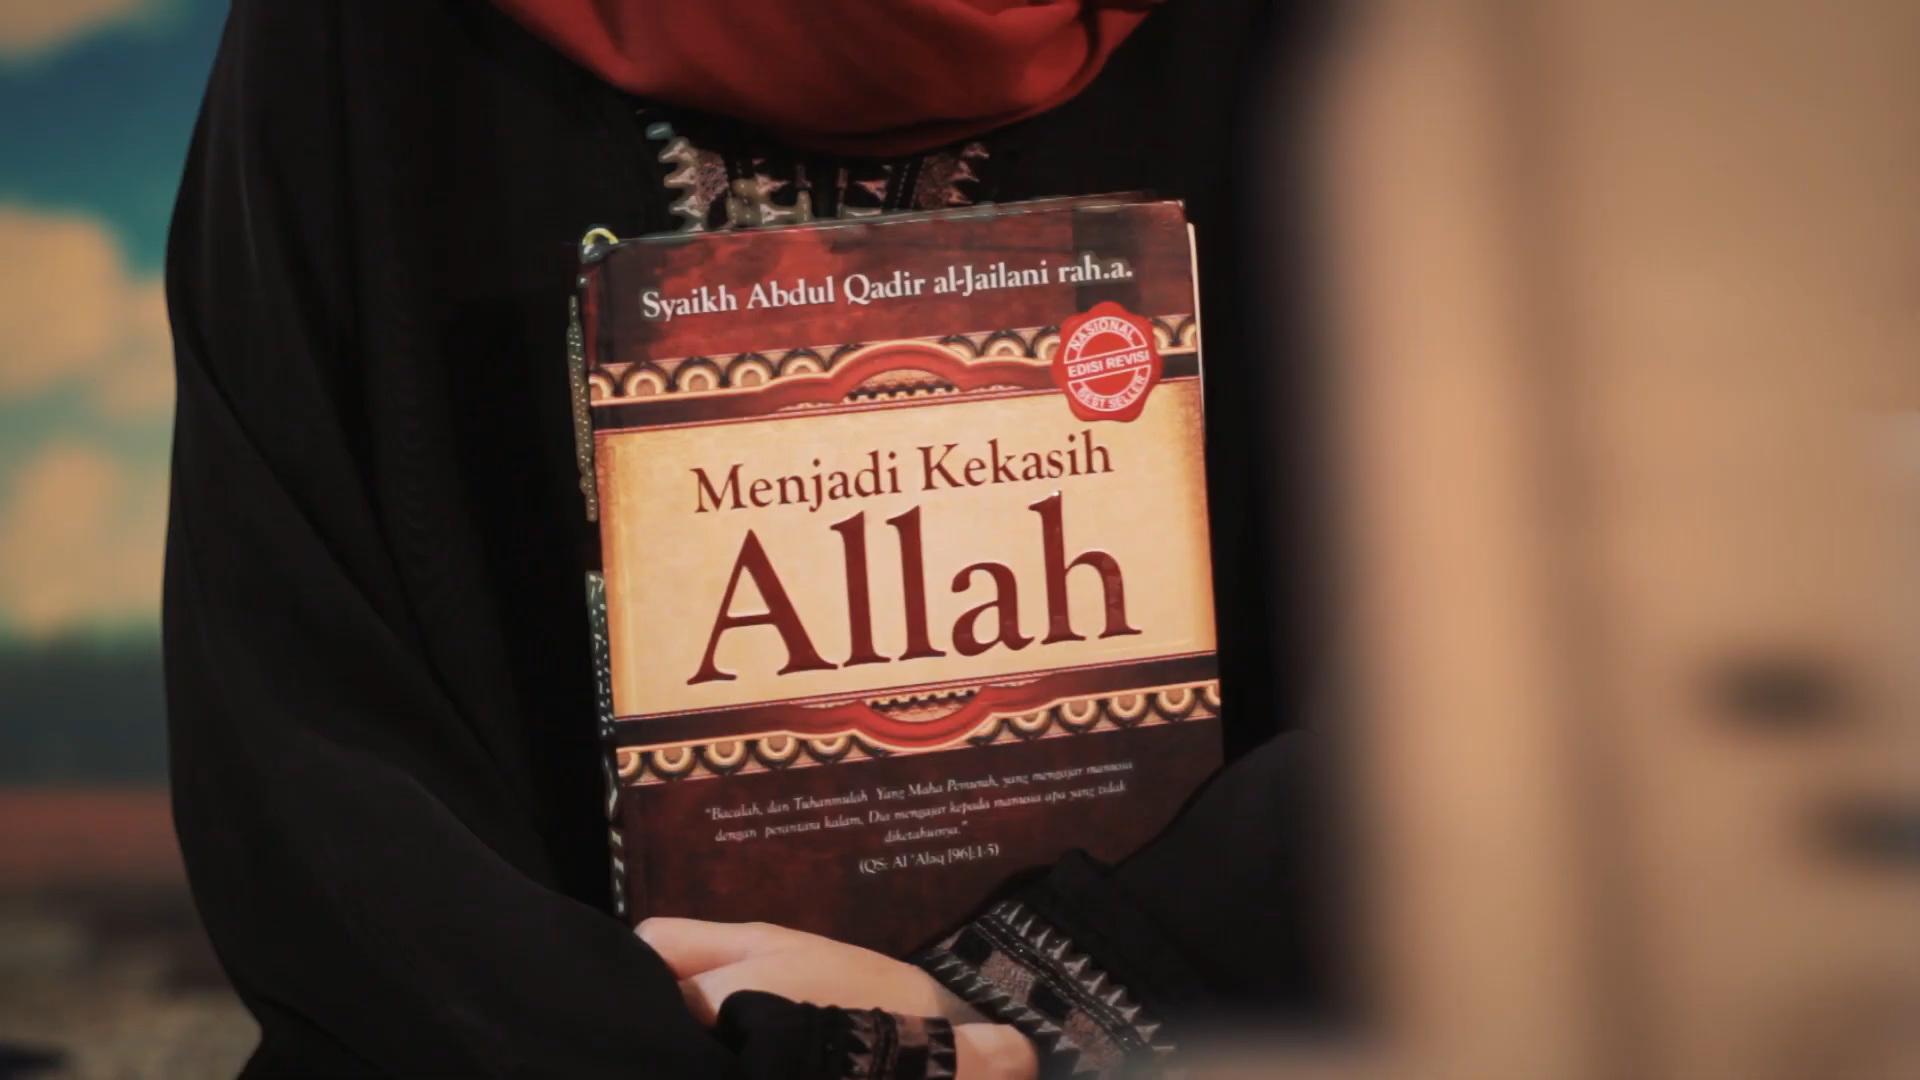 Syaikh Abdul Qadir al-Jailani rah.a.
NASIONAL
EDISI REVISI
BEST SELLER
Menjadi Kekasih
Allah
"Bacalah, dan Tuhanmulah Yang Maha Pemurah, yang mengajar manusia
dengan perantara kalam, Dia mengajar kepada manusia apa yang tidak
diketahuinya."
(QS: Al 'Alaq [96]:1-5)